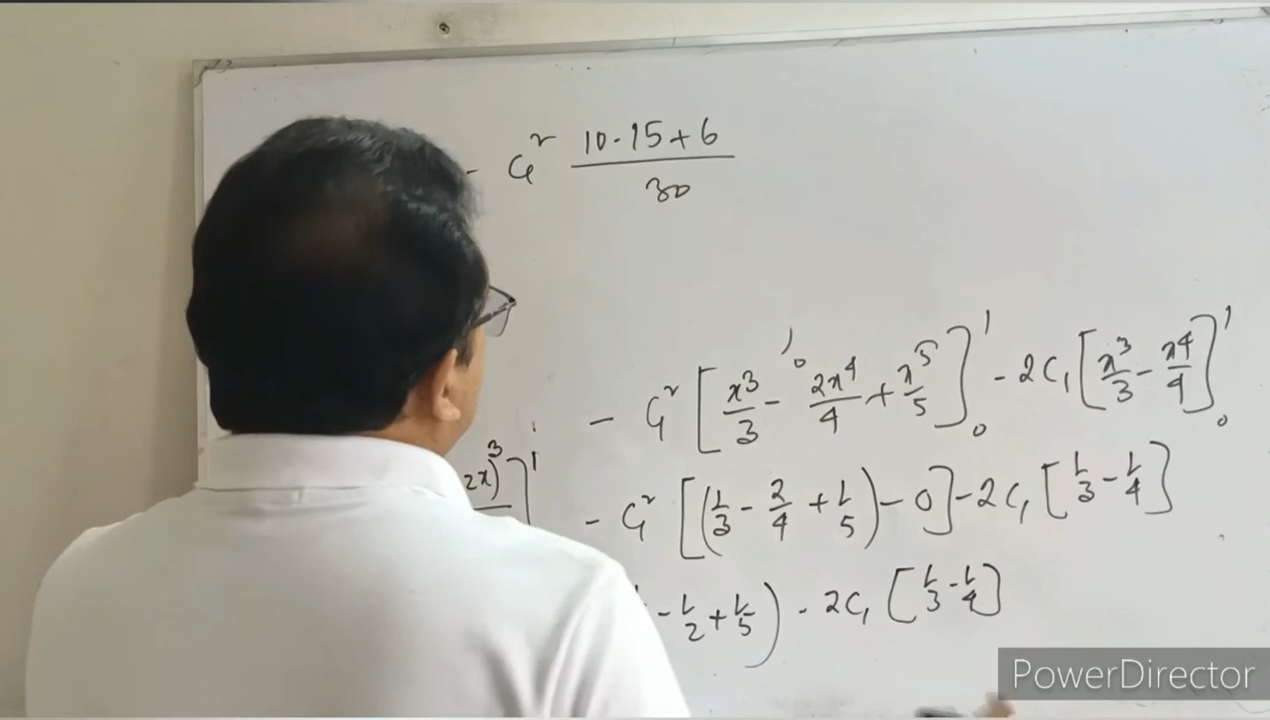 - C₁² (10 - 15 + 6)/30
- C₁² [x³/3 - 2x⁴/4 + x⁵/5]₀¹ - 2C₁ [x³/3 - x⁴/4]₀¹
2x)³ ]¹ - C₁² [(1/3 - 2/4 + 1/5) - 0] - 2C₁ [1/3 - 1/4]
- 1/2 + 1/5) - 2C₁ [1/3 - 1/4]
PowerDirector